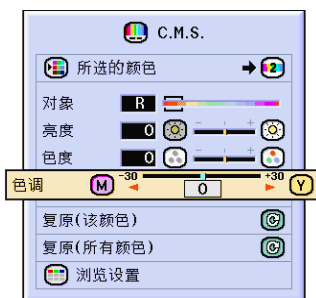 C.M.S.
所选的颜色 2
对象 R
亮度 0 - +
色度 0 - +
色调 M -30 0 +30 Y
复原(该颜色)
复原(所有颜色)
浏览设置